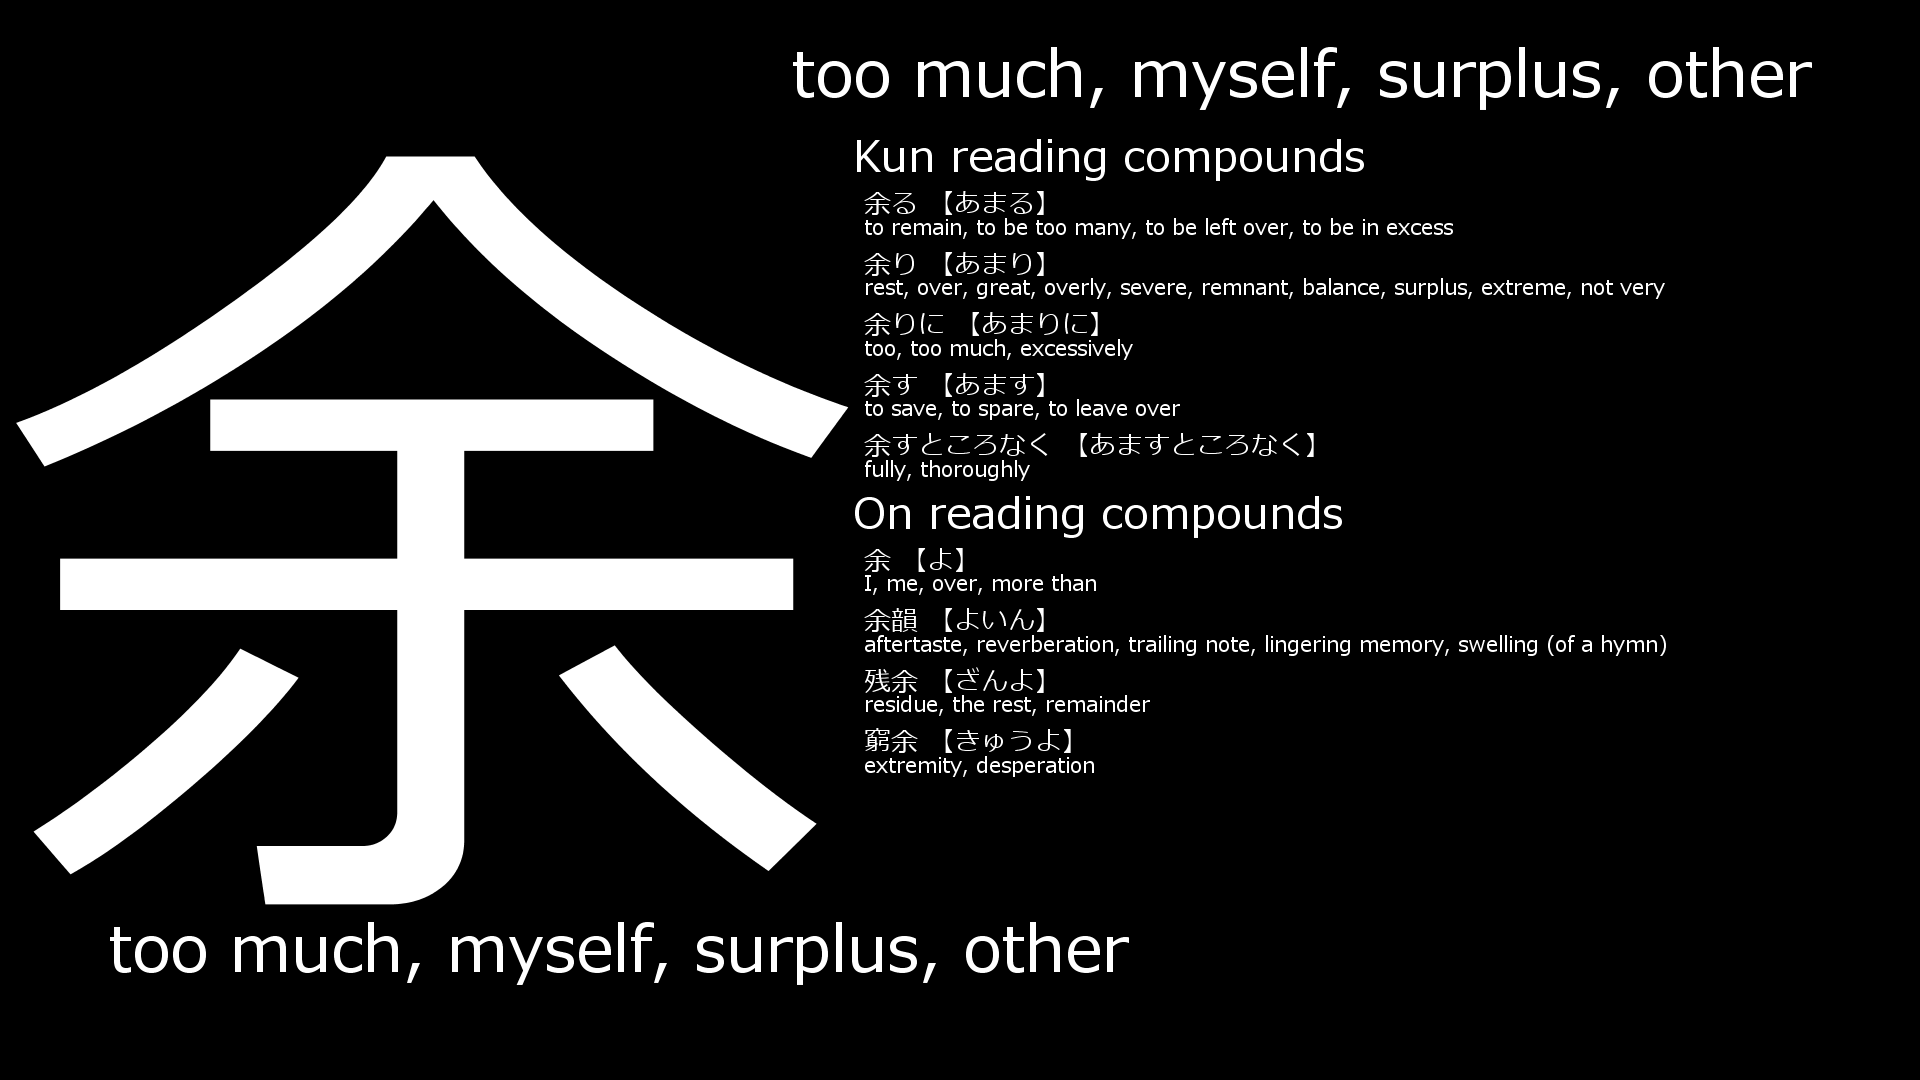 余
too much, myself, surplus, other
Kun reading compounds
余る 【あまる】
to remain, to be too many, to be left over, to be in excess
余り 【あまり】
rest, over, great, overly, severe, remnant, balance, surplus, extreme, not very
余りに 【あまりに】
too, too much, excessively
余す 【あます】
to save, to spare, to leave over
余すところなく 【あますところなく】
fully, thoroughly
On reading compounds
余 【よ】
I, me, over, more than
余韻 【よいん】
aftertaste, reverberation, trailing note, lingering memory, swelling (of a hymn)
残余 【ざんよ】
residue, the rest, remainder
窮余 【きゅうよ】
extremity, desperation
too much, myself, surplus, other